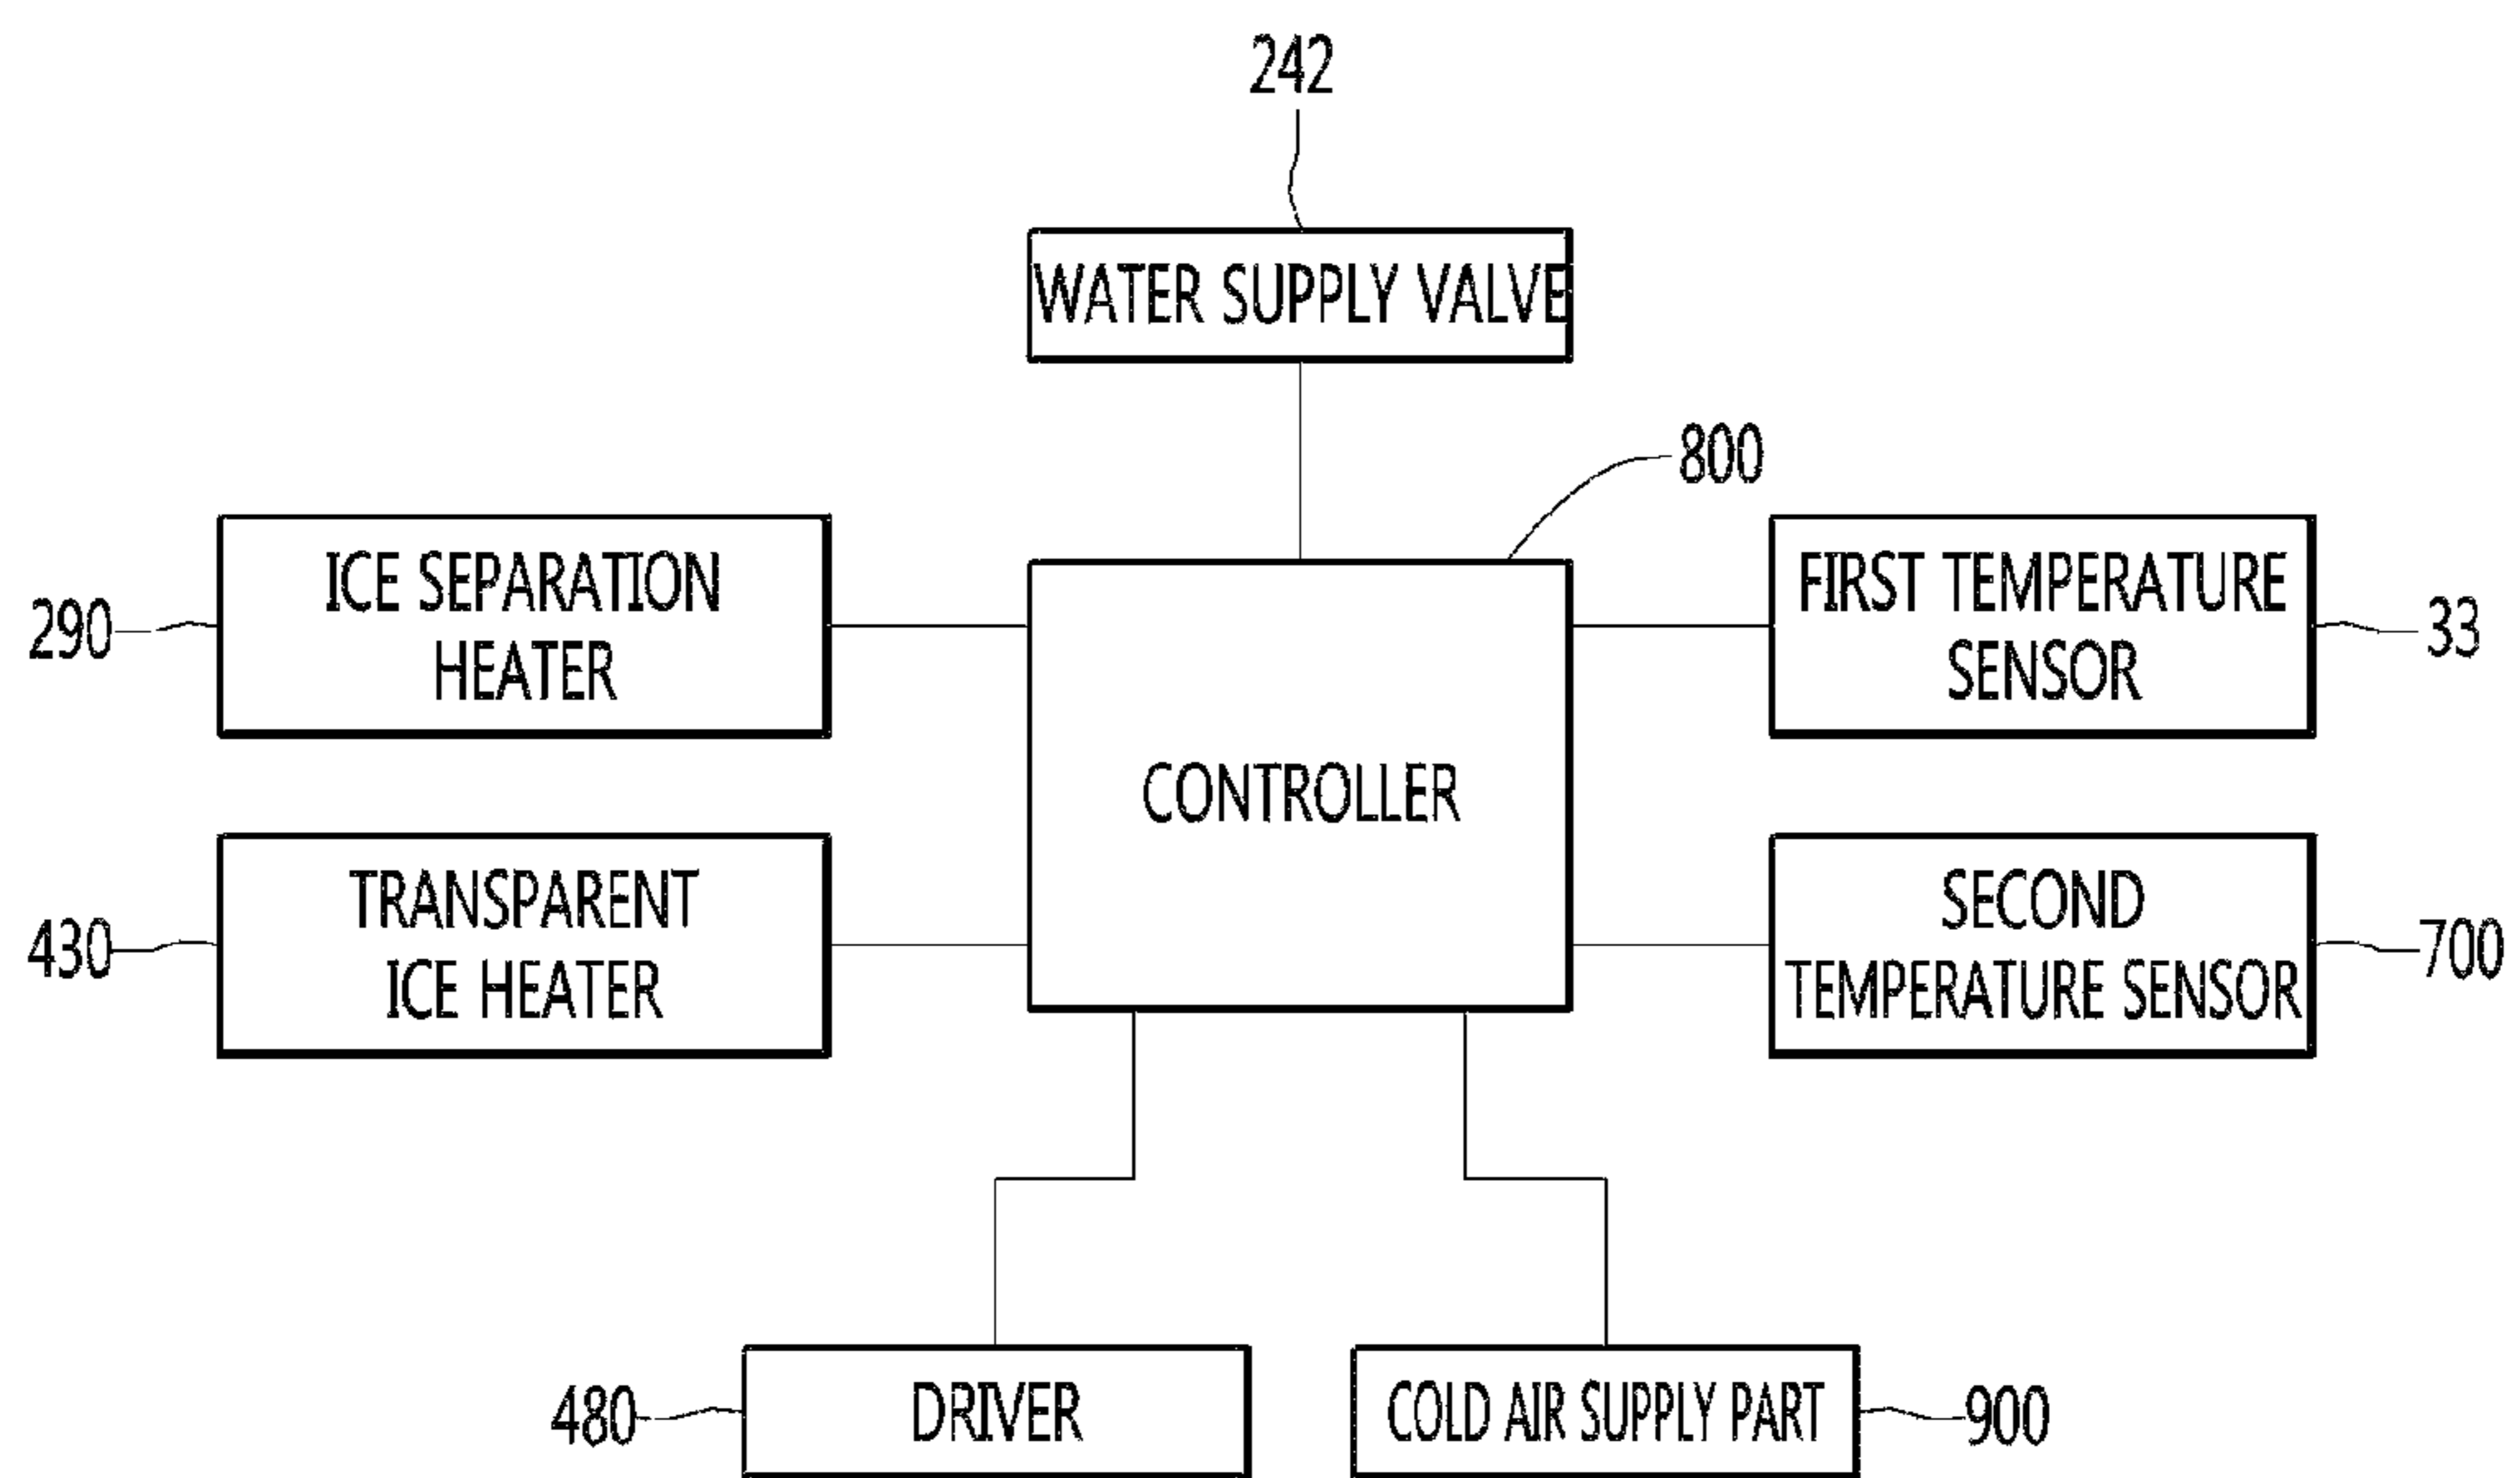 242
WATER SUPPLY VALVE
800
ICE SEPARATION
HEATER
290
FIRST TEMPERATURE
SENSOR
33
CONTROLLER
TRANSPARENT
ICE HEATER
430
SECOND
TEMPERATURE SENSOR
700
480
DRIVER
COLD AIR SUPPLY PART
900